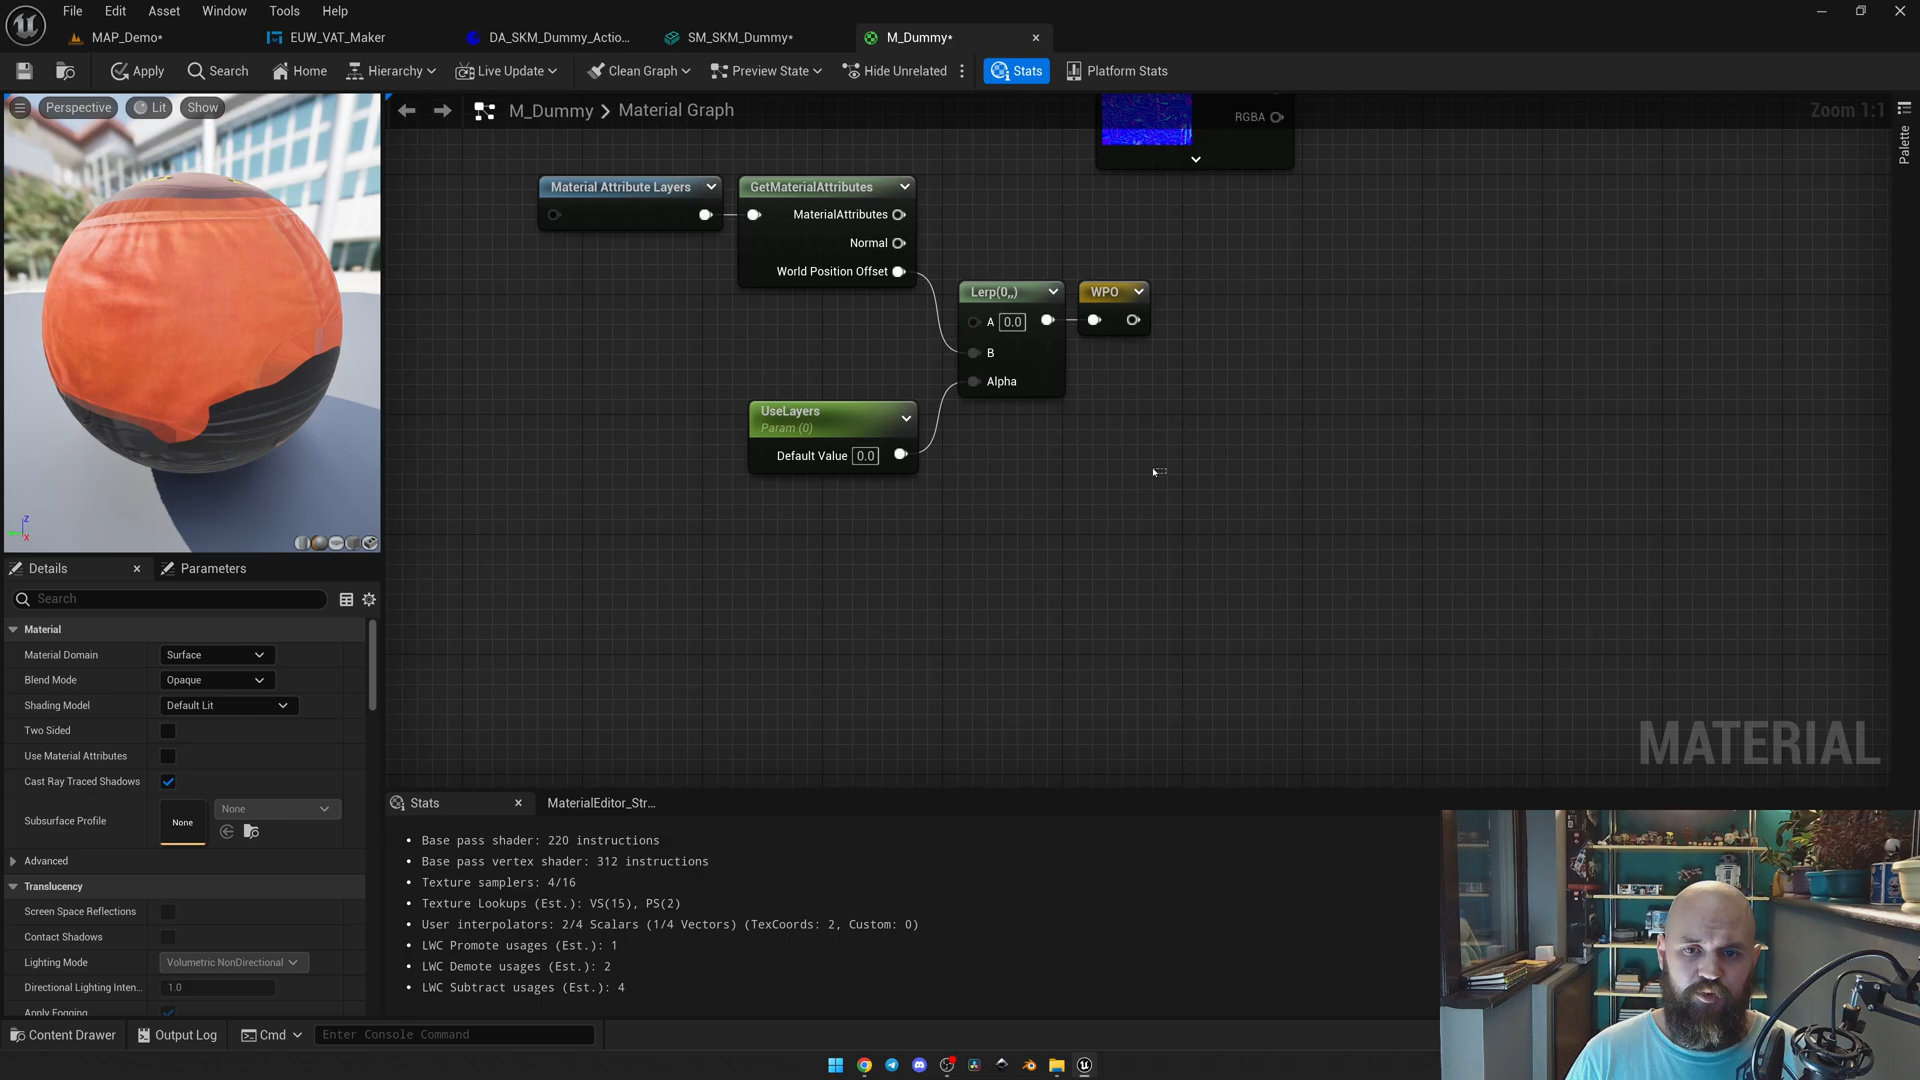 File Edit Asset Window Tools Help
MAP_Demo* EUW_VAT_Maker DA_SKM_Dummy_Actio... SM_SKM_Dummy* M_Dummy*
Apply Search Home Hierarchy Live Update Clean Graph Preview State Hide Unrelated Stats Platform Stats
Perspective Lit Show
M_Dummy > Material Graph
Zoom 1:1
Palette
RGBA
Material Attribute Layers
GetMaterialAttributes
MaterialAttributes
Normal
World Position Offset
Lerp(0,,)
A 0.0
B
Alpha
WPO
UseLayers
Param (0)
Default Value 0.0
MATERIAL
Z
X
Details Parameters
Search
Material
Material Domain Surface
Blend Mode Opaque
Shading Model Default Lit
Two Sided
Use Material Attributes
Cast Ray Traced Shadows
Subsurface Profile None None
Advanced
Translucency
Screen Space Reflections
Contact Shadows
Lighting Mode Volumetric NonDirectional
Directional Lighting Inten... 1.0
Apply Fogging
Stats MaterialEditor_Str...
• Base pass shader: 220 instructions
• Base pass vertex shader: 312 instructions
• Texture samplers: 4/16
• Texture Lookups (Est.): VS(15), PS(2)
• User interpolators: 2/4 Scalars (1/4 Vectors) (TexCoords: 2, Custom: 0)
• LWC Promote usages (Est.): 1
• LWC Demote usages (Est.): 2
• LWC Subtract usages (Est.): 4
Content Drawer Output Log Cmd Enter Console Command